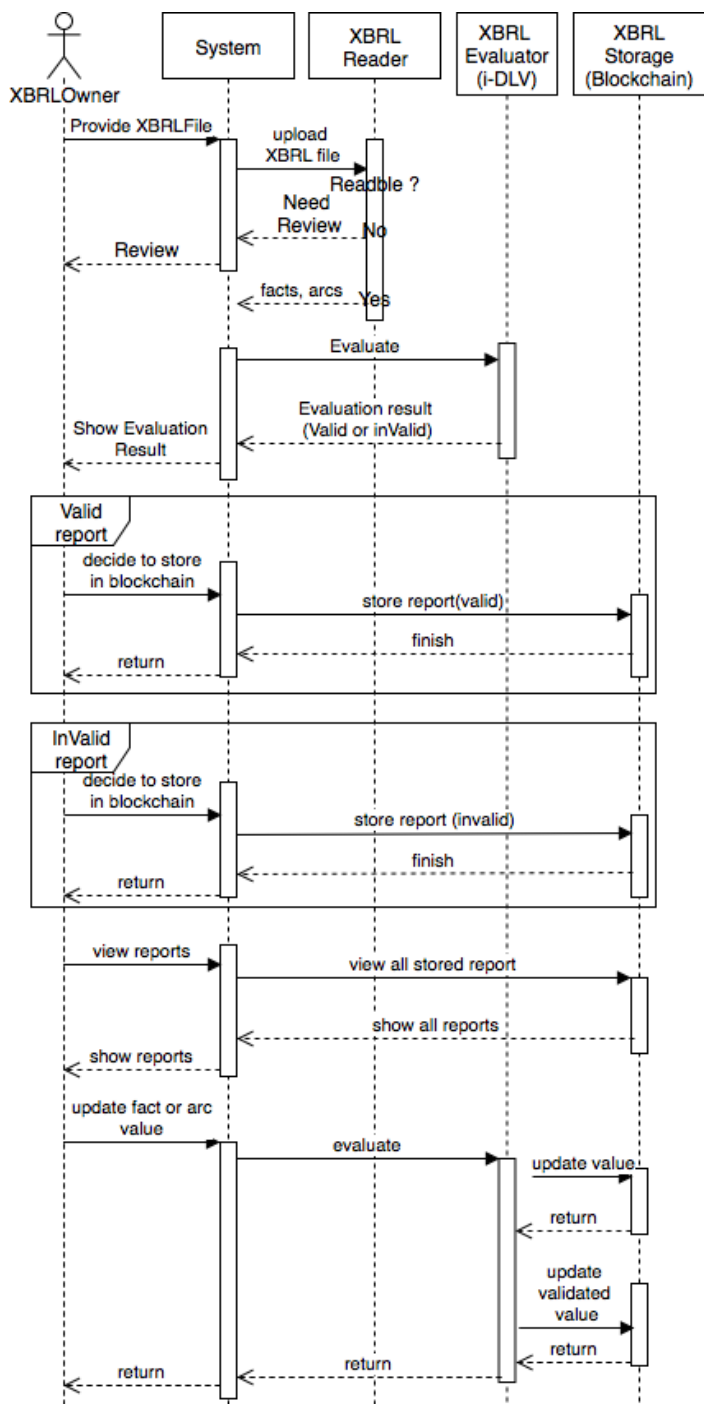 XBRLOwner
System
XBRL
Reader
XBRL
Evaluator
(i-DLV)
XBRL
Storage
(Blockchain)
Provide XBRLFile
upload
XBRL file
Readble ?
Need
Review
No
Review
facts, arcs
Yes
Evaluate
Evaluation result
(Valid or inValid)
Show Evaluation
Result
Valid
report
decide to store
in blockchain
store report(valid)
finish
return
InValid
report
decide to store
in blockchain
store report (invalid)
finish
return
view reports
view all stored report
show all reports
show reports
update fact or arc
value
evaluate
update value
return
update
validated
value
return
return
return